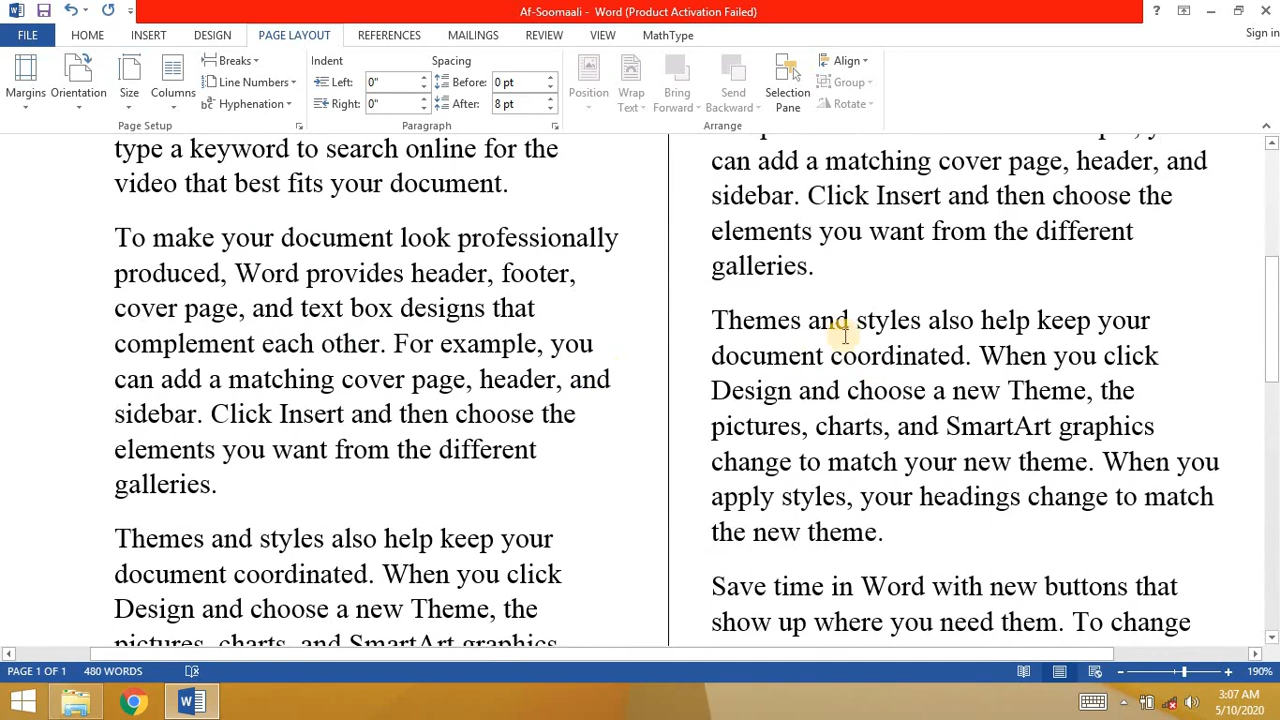 Af-Soomaali - Word (Product Activation Failed)
Sign in
FILE HOME INSERT DESIGN PAGE LAYOUT REFERENCES MAILINGS REVIEW VIEW MathType
Margins
Orientation
Size
Columns
Breaks
Line Numbers
Hyphenation
Page Setup
Indent
Left: 0"
Right: 0"
Spacing
Before: 0 pt
After: 8 pt
Paragraph
Position
Wrap Text
Bring Forward
Send Backward
Selection Pane
Align
Group
Rotate
Arrange
type a keyword to search online for the
video that best fits your document.
To make your document look professionally
produced, Word provides header, footer,
cover page, and text box designs that
complement each other. For example, you
can add a matching cover page, header, and
sidebar. Click Insert and then choose the
elements you want from the different
galleries.
Themes and styles also help keep your
document coordinated. When you click
Design and choose a new Theme, the
pictures, charts, and SmartArt graphics
can add a matching cover page, header, and
sidebar. Click Insert and then choose the
elements you want from the different
galleries.
Themes and styles also help keep your
document coordinated. When you click
Design and choose a new Theme, the
pictures, charts, and SmartArt graphics
change to match your new theme. When you
apply styles, your headings change to match
the new theme.
Save time in Word with new buttons that
show up where you need them. To change
PAGE 1 OF 1 480 WORDS
190%
3:07 AM
5/10/2020